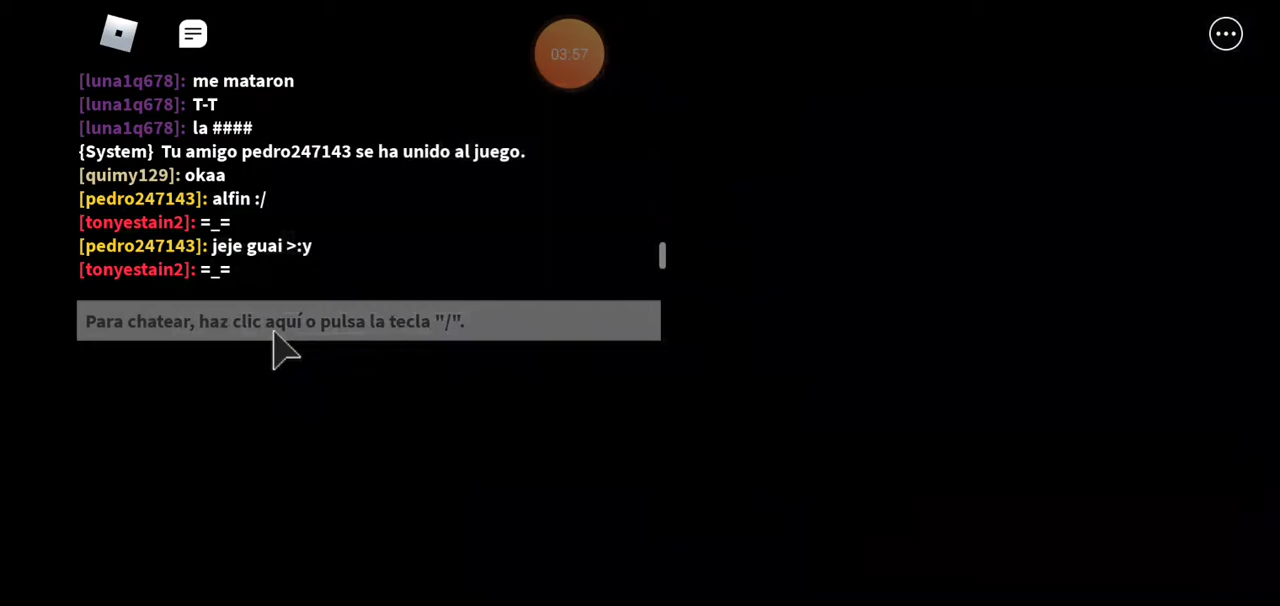 03:57
[luna1q678]: me mataron
[luna1q678]: T-T
[luna1q678]: la ####
{System} Tu amigo pedro247143 se ha unido al juego.
[quimy129]: okaa
[pedro247143]: alfin :/
[tonyestain2]: =_=
[pedro247143]: jeje guai >:y
[tonyestain2]: =_=
Para chatear, haz clic aquí o pulsa la tecla "/".